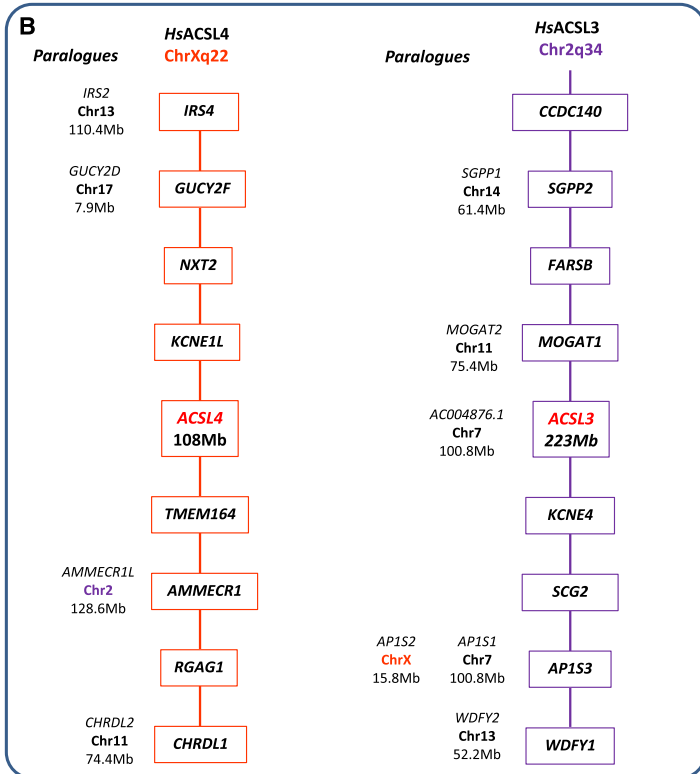 B
HsACSL4
ChrXq22
Paralogues
IRS2
Chr13
110.4Mb
IRS4
GUCY2D
Chr17
7.9Mb
GUCY2F
NXT2
KCNE1L
ACSL4
108Mb
TMEM164
AMMECR1L
Chr2
128.6Mb
AMMECR1
RGAG1
CHRDL2
Chr11
74.4Mb
CHRDL1
HsACSL3
Chr2q34
Paralogues
CCDC140
SGPP1
Chr14
61.4Mb
SGPP2
FARSB
MOGAT2
Chr11
75.4Mb
MOGAT1
AC004876.1
Chr7
100.8Mb
ACSL3
223Mb
KCNE4
SCG2
AP1S2
ChrX
15.8Mb
AP1S1
Chr7
100.8Mb
AP1S3
WDFY2
Chr13
52.2Mb
WDFY1